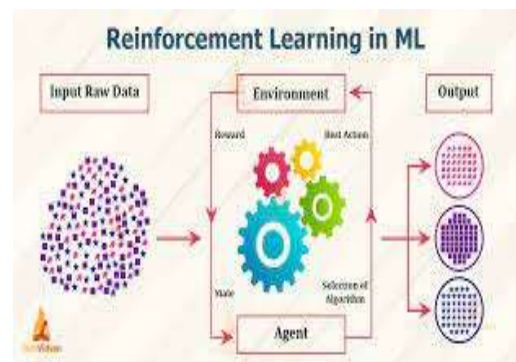 Reinforcement Learning in ML
Input Raw Data
Environment
Output
Reward
Best Action
State
Selection of
Algorithm
Agent